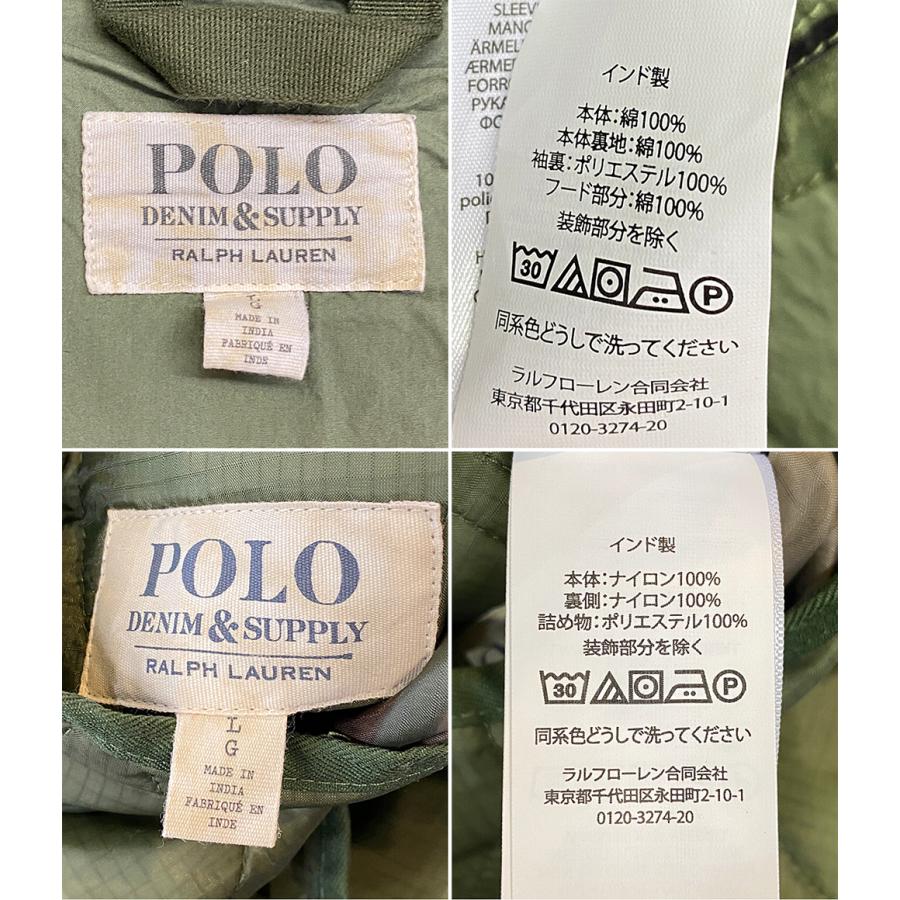 POLO
DENIM & SUPPLY
RALPH LAUREN
G
MADE IN
INDIA
FABRIQUÉ EN
INDE
SLEEV
MANC
ÄRMEL
ÆRMEF
FORR
РУКА
インド製
本体:綿100%
本体裏地:綿100%
袖裏:ポリエステル100%
フード部分:綿100%
装飾部分を除く
30
P
同系色どうしで洗ってください
ラルフローレン合同会社
東京都千代田区永田町2-10-1
0120-3274-20
POLO
DENIM & SUPPLY
RALPH LAUREN
L
G
MADE IN
INDIA
FABRIQUÉ EN
INDE
インド製
本体:ナイロン100%
裏側:ナイロン100%
詰め物:ポリエステル100%
装飾部分を除く
30
P
同系色どうしで洗ってください
ラルフローレン合同会社
東京都千代田区永田町2-10-1
0120-3274-20